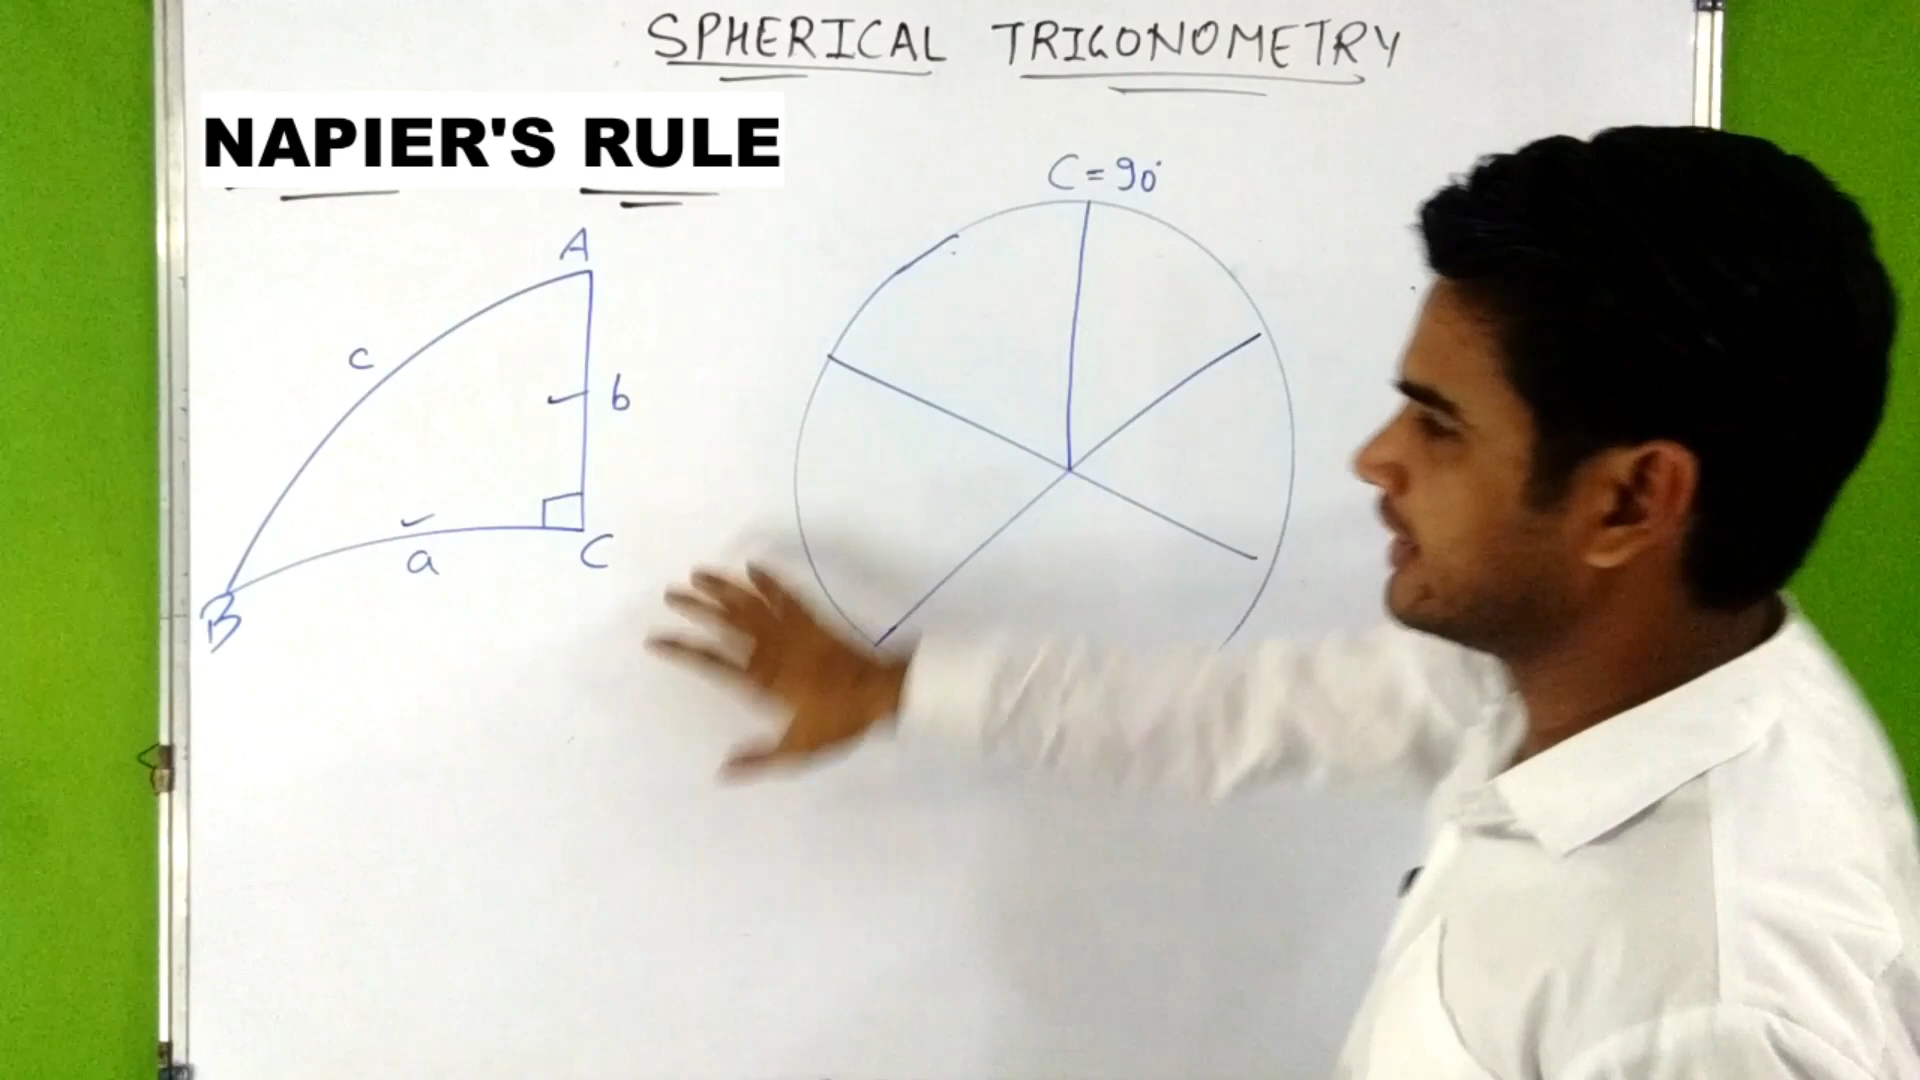 SPHERICAL TRIGONOMETRY
NAPIER'S RULE
C = 90°
A
c
b
a
C
B